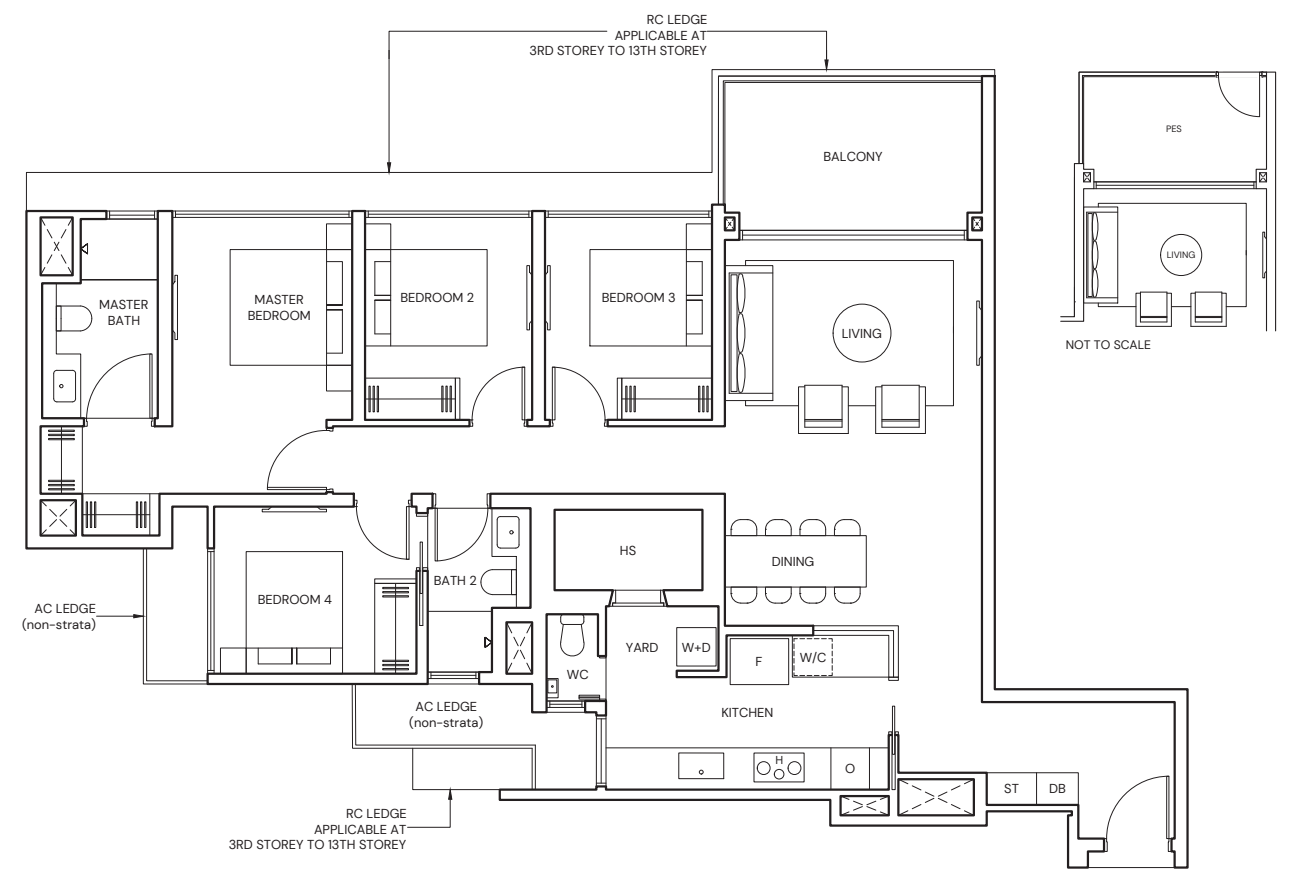 RC LEDGE
APPLICABLE AT
3RD STOREY TO 13TH STOREY
BALCONY
PES
MASTER
BATH
MASTER
BEDROOM
BEDROOM 2
BEDROOM 3
LIVING
LIVING
NOT TO SCALE
HS
DINING
BATH 2
BEDROOM 4
AC LEDGE
(non-strata)
YARD
W+D
F
W/C
WC
AC LEDGE
(non-strata)
KITCHEN
H
O
ST
DB
RC LEDGE
APPLICABLE AT
3RD STOREY TO 13TH STOREY